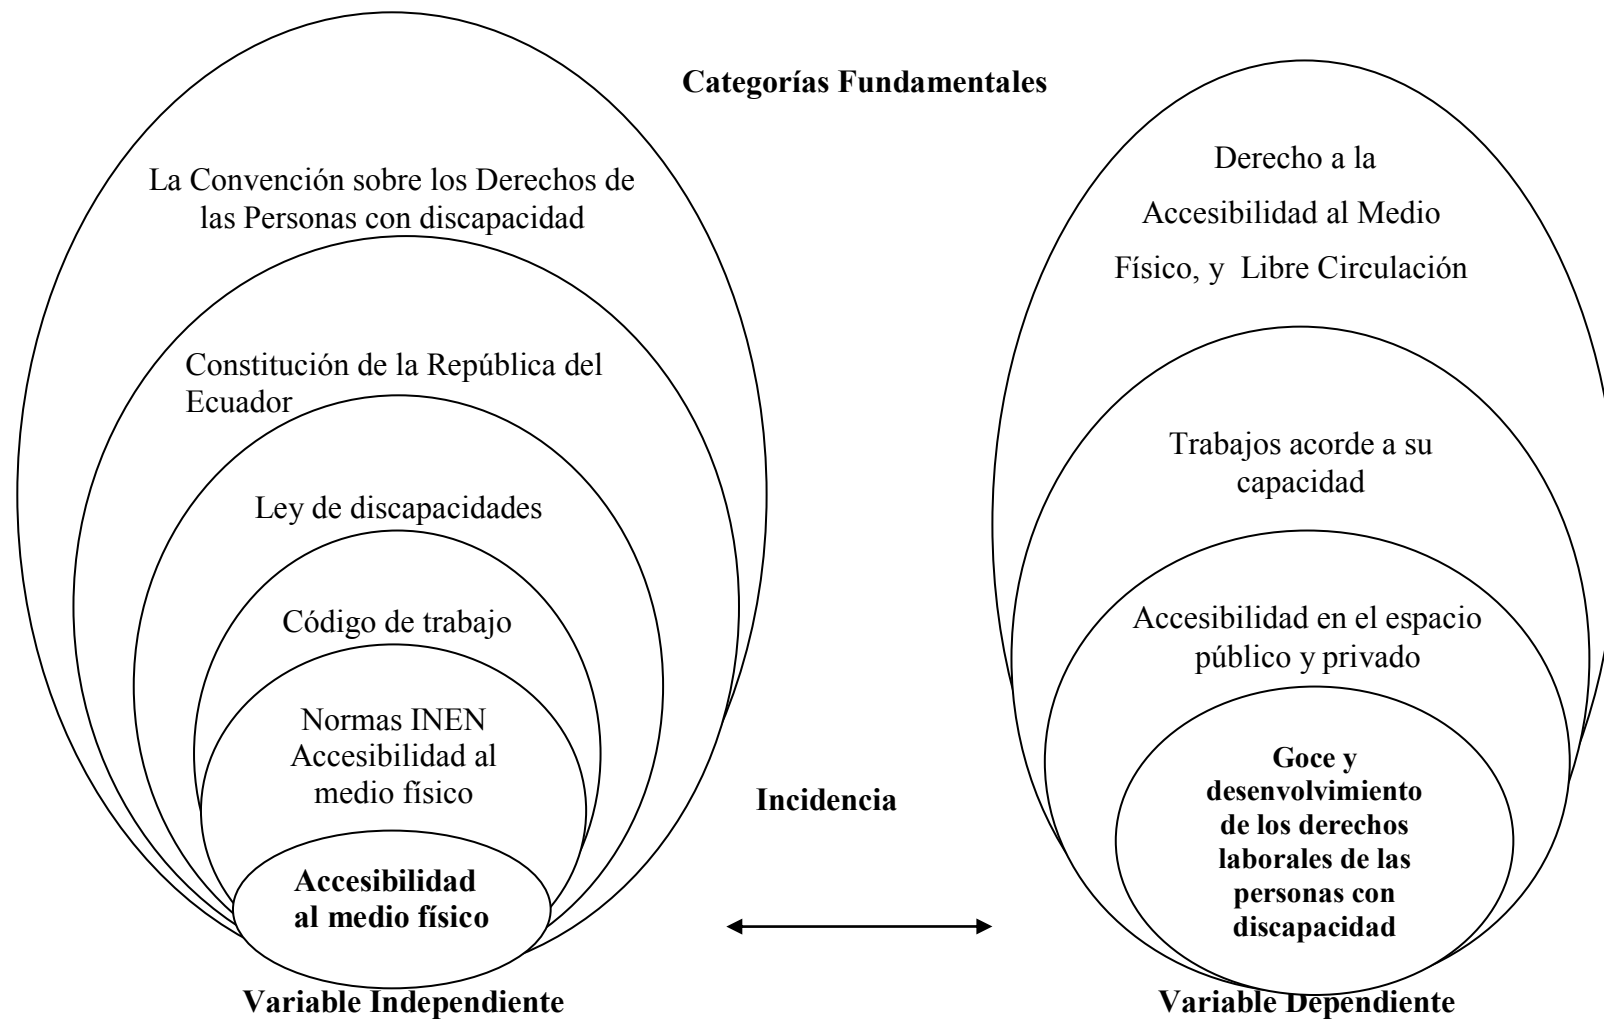 Categorías Fundamentales
La Convención sobre los Derechos de
las Personas con discapacidad
Constitución de la República del
Ecuador
Ley de discapacidades
Código de trabajo
Normas INEN
Accesibilidad al
medio físico
Accesibilidad
al medio físico
Variable Independiente
Incidencia
Derecho a la
Accesibilidad al Medio
Físico, y Libre Circulación
Trabajos acorde a su
capacidad
Accesibilidad en el espacio
público y privado
Goce y
desenvolvimiento
de los derechos
laborales de las
personas con
discapacidad
Variable Dependiente